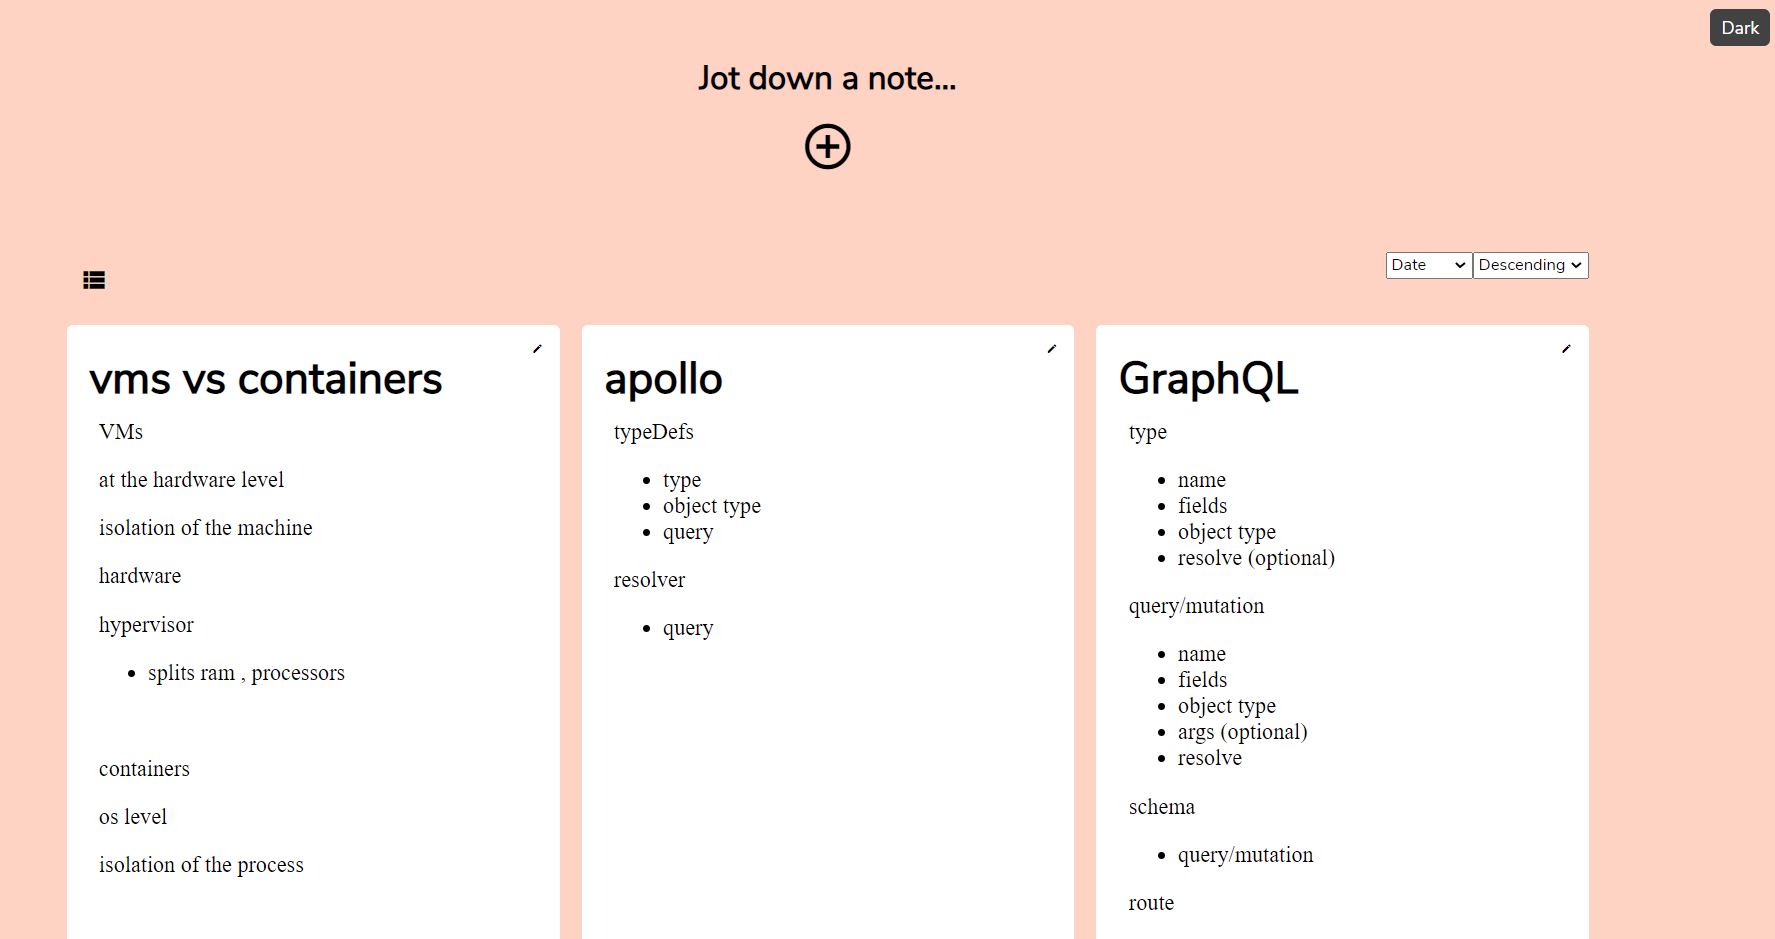 Dark
Jot down a note...
Date
Descending
vms vs containers
VMs
at the hardware level
isolation of the machine
hardware
hypervisor
splits ram , processors
containers
os level
isolation of the process
apollo
typeDefs
type
object type
query
resolver
query
GraphQL
type
name
fields
object type
resolve (optional)
query/mutation
name
fields
object type
args (optional)
resolve
schema
query/mutation
route